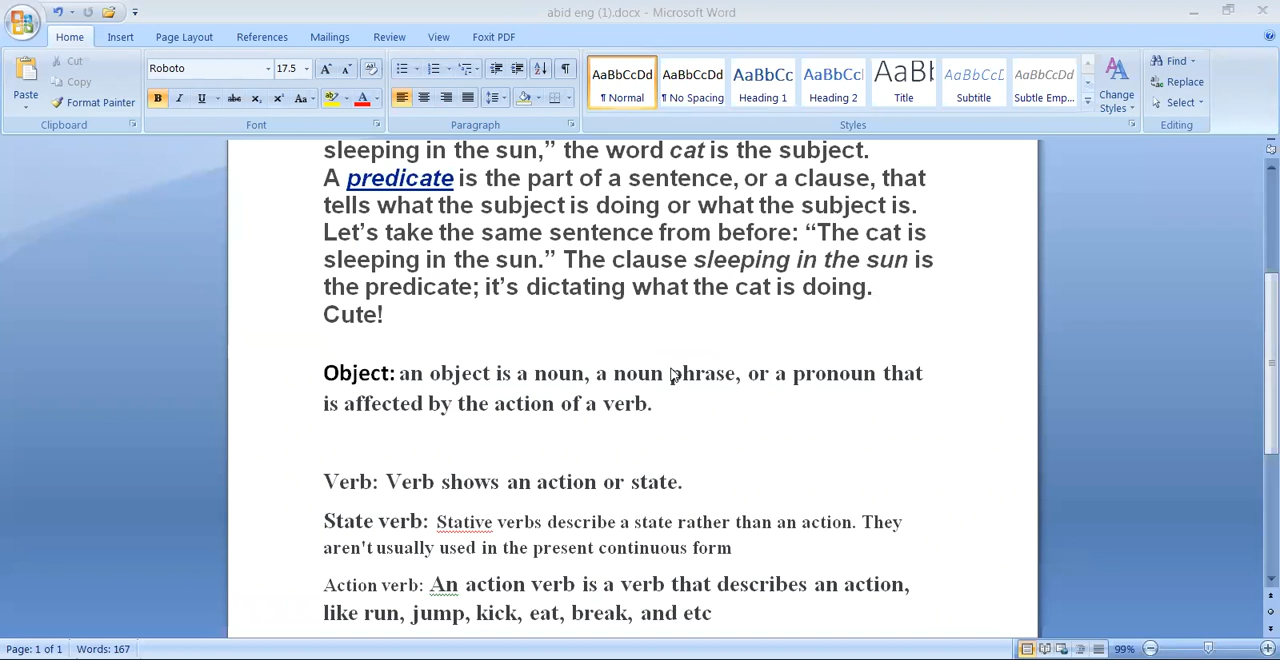 abid eng (1).docx - Microsoft Word
Home Insert Page Layout References Mailings Review View Foxit PDF
Paste
Cut
Copy
Format Painter
Clipboard
Roboto 17.5
Font
Paragraph
AaBbCcDd AaBbCcDd AaBbCc AaBbCc AaBb AaBbCcD AaBbCcDd
¶ Normal ¶ No Spacing Heading 1 Heading 2 Title Subtitle Subtle Emp...
Change Styles
Styles
Find
Replace
Select
Editing
sleeping in the sun,” the word cat is the subject.
A predicate is the part of a sentence, or a clause, that
tells what the subject is doing or what the subject is.
Let’s take the same sentence from before: “The cat is
sleeping in the sun.” The clause sleeping in the sun is
the predicate; it’s dictating what the cat is doing.
Cute!
Object: an object is a noun, a noun phrase, or a pronoun that
is affected by the action of a verb.
Verb: Verb shows an action or state.
State verb: Stative verbs describe a state rather than an action. They
aren't usually used in the present continuous form
Action verb: An action verb is a verb that describes an action,
like run, jump, kick, eat, break, and etc
Page: 1 of 1 Words: 167 99%